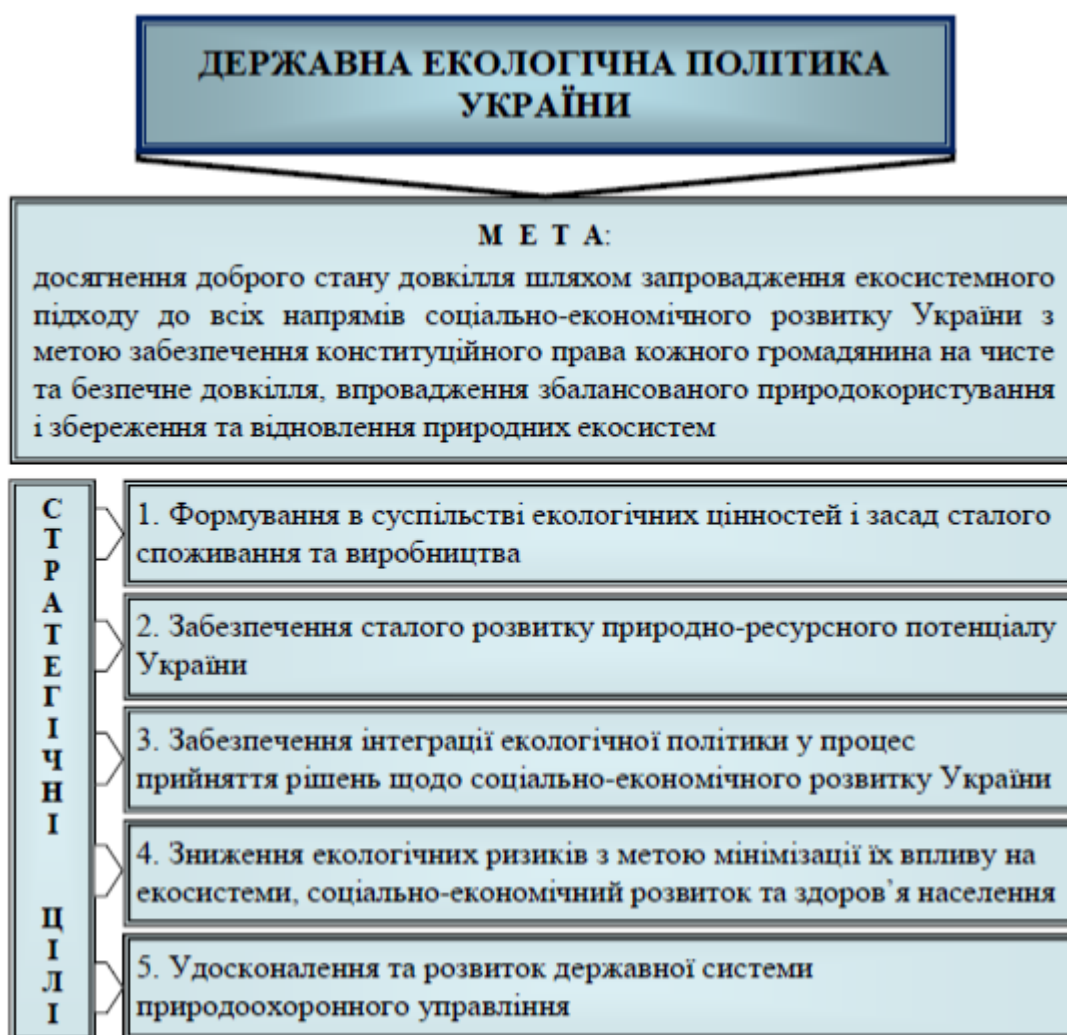 ДЕРЖАВНА ЕКОЛОГІЧНА ПОЛІТИКА
УКРАЇНИ
М Е Т А:
досягнення доброго стану довкілля шляхом запровадження екосистемного
підходу до всіх напрямів соціально-економічного розвитку України з
метою забезпечення конституційного права кожного громадянина на чисте
та безпечне довкілля, впровадження збалансованого природокористування
і збереження та відновлення природних екосистем
СТРАТЕГІЧНІ ЦІЛІ
1. Формування в суспільстві екологічних цінностей і засад сталого
споживання та виробництва
2. Забезпечення сталого розвитку природно-ресурсного потенціалу
України
3. Забезпечення інтеграції екологічної політики у процес
прийняття рішень щодо соціально-економічного розвитку України
4. Зниження екологічних ризиків з метою мінімізації їх впливу на
екосистеми, соціально-економічний розвиток та здоров’я населення
5. Удосконалення та розвиток державної системи
природоохоронного управління